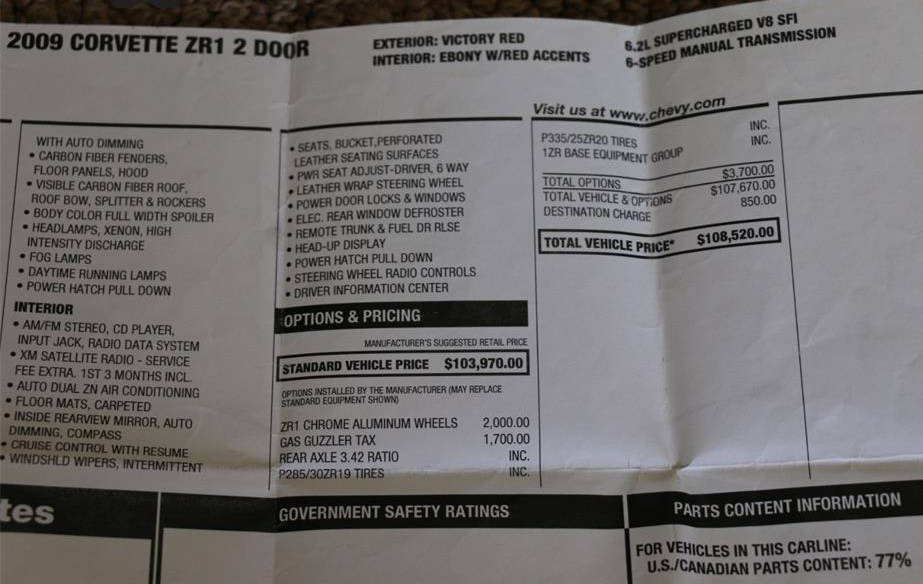 2009 CORVETTE ZR1 2 DOOR
EXTERIOR: VICTORY RED
INTERIOR: EBONY W/RED ACCENTS
6.2L SUPERCHARGED V8 SFI
6-SPEED MANUAL TRANSMISSION
WITH AUTO DIMMING
• CARBON FIBER FENDERS,
FLOOR PANELS, HOOD
• VISIBLE CARBON FIBER ROOF,
ROOF BOW, SPLITTER & ROCKERS
• BODY COLOR FULL WIDTH SPOILER
• HEADLAMPS, XENON, HIGH
INTENSITY DISCHARGE
• FOG LAMPS
• DAYTIME RUNNING LAMPS
• POWER HATCH PULL DOWN
INTERIOR
• AM/FM STEREO, CD PLAYER,
INPUT JACK, RADIO DATA SYSTEM
• XM SATELLITE RADIO - SERVICE
FEE EXTRA. 1ST 3 MONTHS INCL.
• AUTO DUAL ZN AIR CONDITIONING
• FLOOR MATS, CARPETED
• INSIDE REARVIEW MIRROR, AUTO
DIMMING, COMPASS
• CRUISE CONTROL WITH RESUME
• WINDSHLD WIPERS, INTERMITTENT
• SEATS, BUCKET,PERFORATED
LEATHER SEATING SURFACES
• PWR SEAT ADJUST-DRIVER, 6 WAY
• LEATHER WRAP STEERING WHEEL
• POWER DOOR LOCKS & WINDOWS
• ELEC. REAR WINDOW DEFROSTER
• REMOTE TRUNK & FUEL DR RLSE
• HEAD-UP DISPLAY
• POWER HATCH PULL DOWN
• STEERING WHEEL RADIO CONTROLS
• DRIVER INFORMATION CENTER
OPTIONS & PRICING
MANUFACTURER'S SUGGESTED RETAIL PRICE
STANDARD VEHICLE PRICE $103,970.00
OPTIONS INSTALLED BY THE MANUFACTURER (MAY REPLACE
STANDARD EQUIPMENT SHOWN)
ZR1 CHROME ALUMINUM WHEELS 2,000.00
GAS GUZZLER TAX 1,700.00
REAR AXLE 3.42 RATIO INC.
P285/30ZR19 TIRES INC.
Visit us at www.chevy.com
P335/25ZR20 TIRES INC.
1ZR BASE EQUIPMENT GROUP INC.
TOTAL OPTIONS $3,700.00
TOTAL VEHICLE & OPTIONS $107,670.00
DESTINATION CHARGE 850.00
TOTAL VEHICLE PRICE* $108,520.00
tes
GOVERNMENT SAFETY RATINGS
PARTS CONTENT INFORMATION
FOR VEHICLES IN THIS CARLINE:
U.S./CANADIAN PARTS CONTENT: 77%